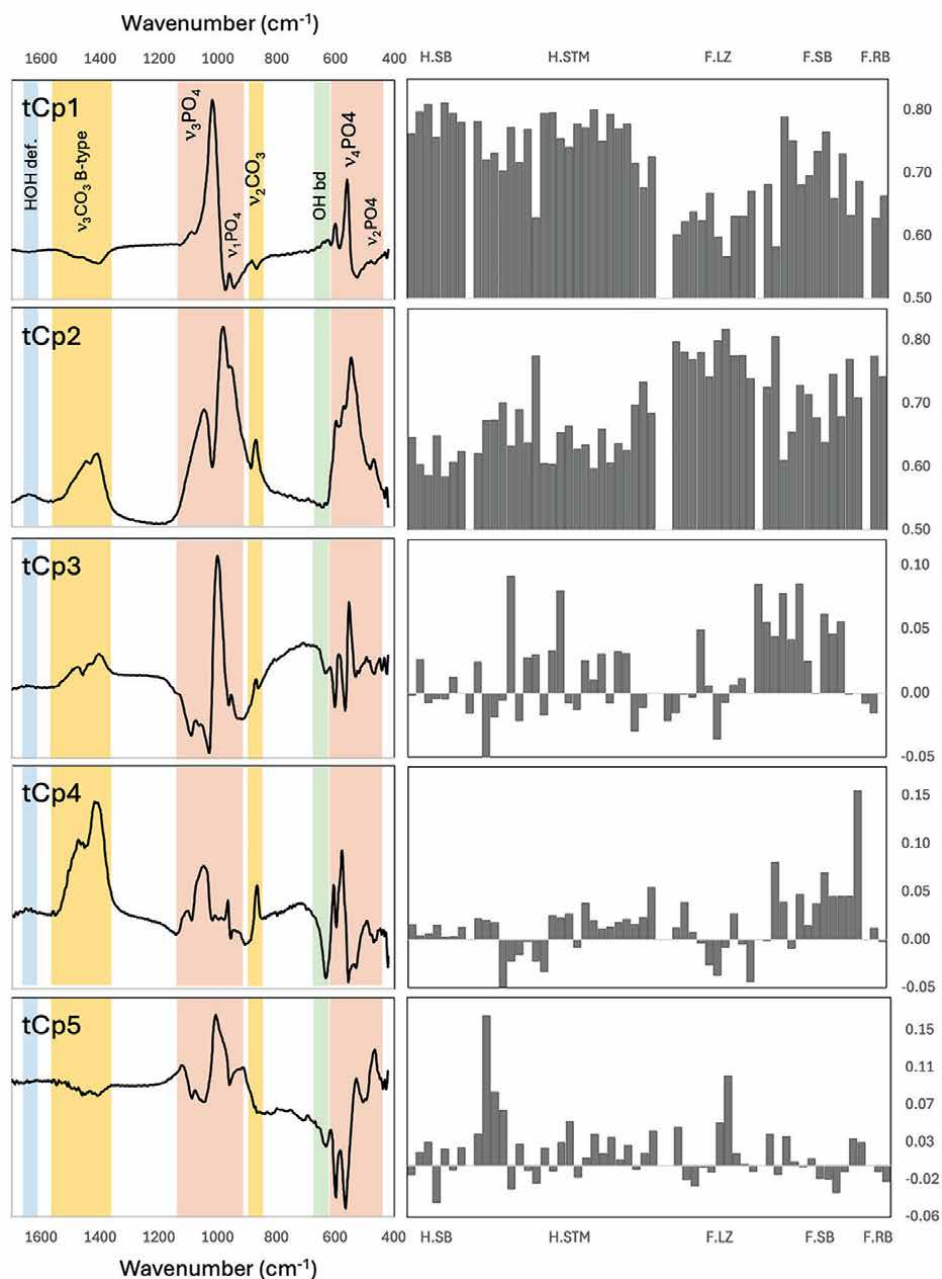 Wavenumber (cm⁻¹)
1600 1400 1200 1000 800 600 400
H.SB H.STM F.LZ F.SB F.RB
tCp1
HOH def.
ν₃CO₃ B-type
ν₃PO₄
ν₁PO₄
ν₂CO₃
OH bd
ν₄PO4
ν₂PO4
0.80
0.70
0.60
0.50
tCp2
0.80
0.70
0.60
0.50
tCp3
0.10
0.05
0.00
-0.05
tCp4
0.15
0.10
0.05
0.00
-0.05
tCp5
0.15
0.11
0.07
0.03
-0.02
-0.06
1600 1400 1200 1000 800 600 400
H.SB H.STM F.LZ F.SB F.RB
Wavenumber (cm⁻¹)